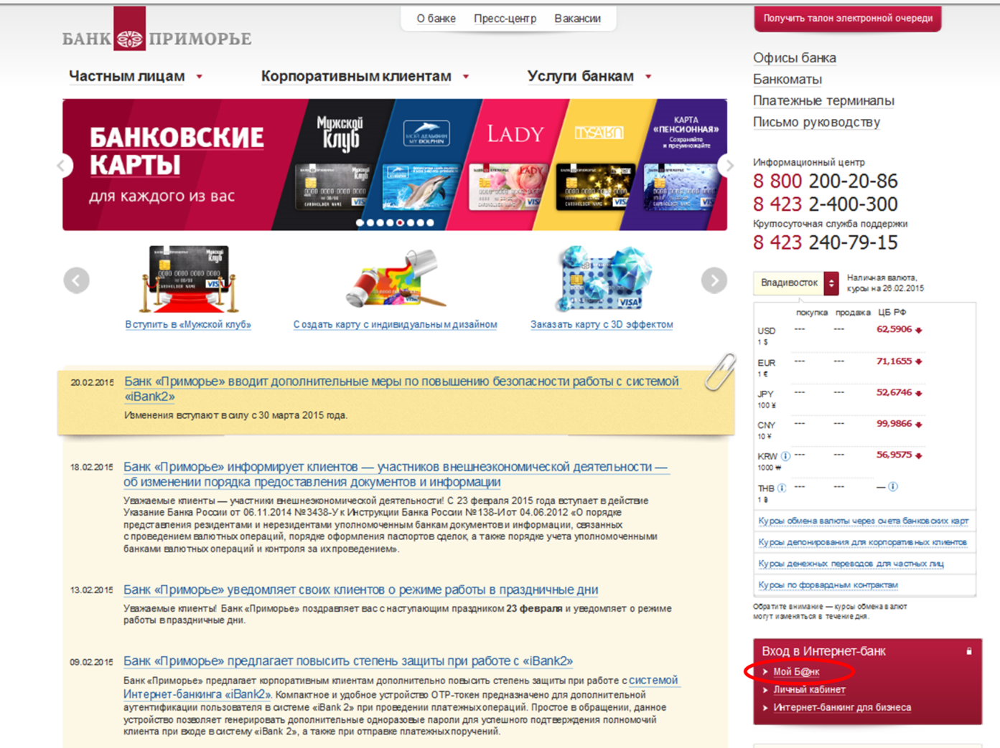 БАНК ПРИМОРЬЕ
О банке Пресс-центр Вакансии
Получить талон электронной очереди
Частным лицам Корпоративным клиентам Услуги банкам
Офисы банка
Банкоматы
Платежные терминалы
Письмо руководству
БАНКОВСКИЕ
КАРТЫ
для каждого из вас
Мужской
Клуб
МОЙ ДЕЛЬФИН
MY DOLPHIN
LADY
КАРТА
«ПЕНСИОННАЯ»
Сохраняйте
и преумножайте
Информационный центр
8 800 200-20-86
8 423 2-400-300
Круглосуточная служба поддержки
8 423 240-79-15
Вступить в «Мужской клуб»
Создать карту с индивидуальным дизайном
Заказать карту с 3D эффектом
Владивосток
Наличная валюта,
курсы на 26.02.2015
покупка продажа ЦБ РФ
USD --- --- 62,5906
1 $
EUR --- --- 71,1655
1 €
JPY --- --- 52,6746
100 ¥
CNY --- --- 99,9866
10 ¥
KRW --- --- 56,9575
1000 ₩
THB --- --- —
1 ฿
Курсы обмена валюты через счета банковских карт
Курсы депонирования для корпоративных клиентов
Курсы денежных переводов для частных лиц
Курсы по форвардным контрактам
Обратите внимание — курсы обмена валют
могут изменяться в течение дня.
20.02.2015 Банк «Приморье» вводит дополнительные меры по повышению безопасности работы с системой
«iBank2»
Изменения вступают в силу с 30 марта 2015 года.
18.02.2015 Банк «Приморье» информирует клиентов — участников внешнеэкономической деятельности —
об изменении порядка предоставления документов и информации
Уважаемые клиенты — участники внешнеэкономической деятельности! С 23 февраля 2015 года вступает в действие
Указание Банка России от 06.11.2014 №3438-У к Инструкции Банка России №138-И от 04.06.2012 «О порядке
представления резидентами и нерезидентами уполномоченным банкам документов и информации, связанных
с проведением валютных операций, порядке оформления паспортов сделок, а также порядке учета уполномоченными
банками валютных операций и контроля за их проведением».
13.02.2015 Банк «Приморье» уведомляет своих клиентов о режиме работы в праздничные дни
Уважаемые клиенты! Банк «Приморье» поздравляет вас с наступающим праздником 23 февраля и уведомляет о режиме
работы в праздничные дни.
09.02.2015 Банк «Приморье» предлагает повысить степень защиты при работе с «iBank2»
Банк «Приморье» предлагает корпоративным клиентам дополнительно повысить степень защиты при работе с системой
Интернет-банкинга «iBank2». Компактное и удобное устройство OTP-токен предназначено для дополнительной
аутентификации пользователя в системе «iBank 2» при проведении платежных операций. Простое в обращении, данное
устройство позволяет генерировать дополнительные одноразовые пароли для успешного подтверждения полномочий
клиента при входе в систему «iBank 2», а также при отправке платежных поручений.
Вход в Интернет-банк
Мой Б@нк
Личный кабинет
Интернет-банкинг для бизнеса